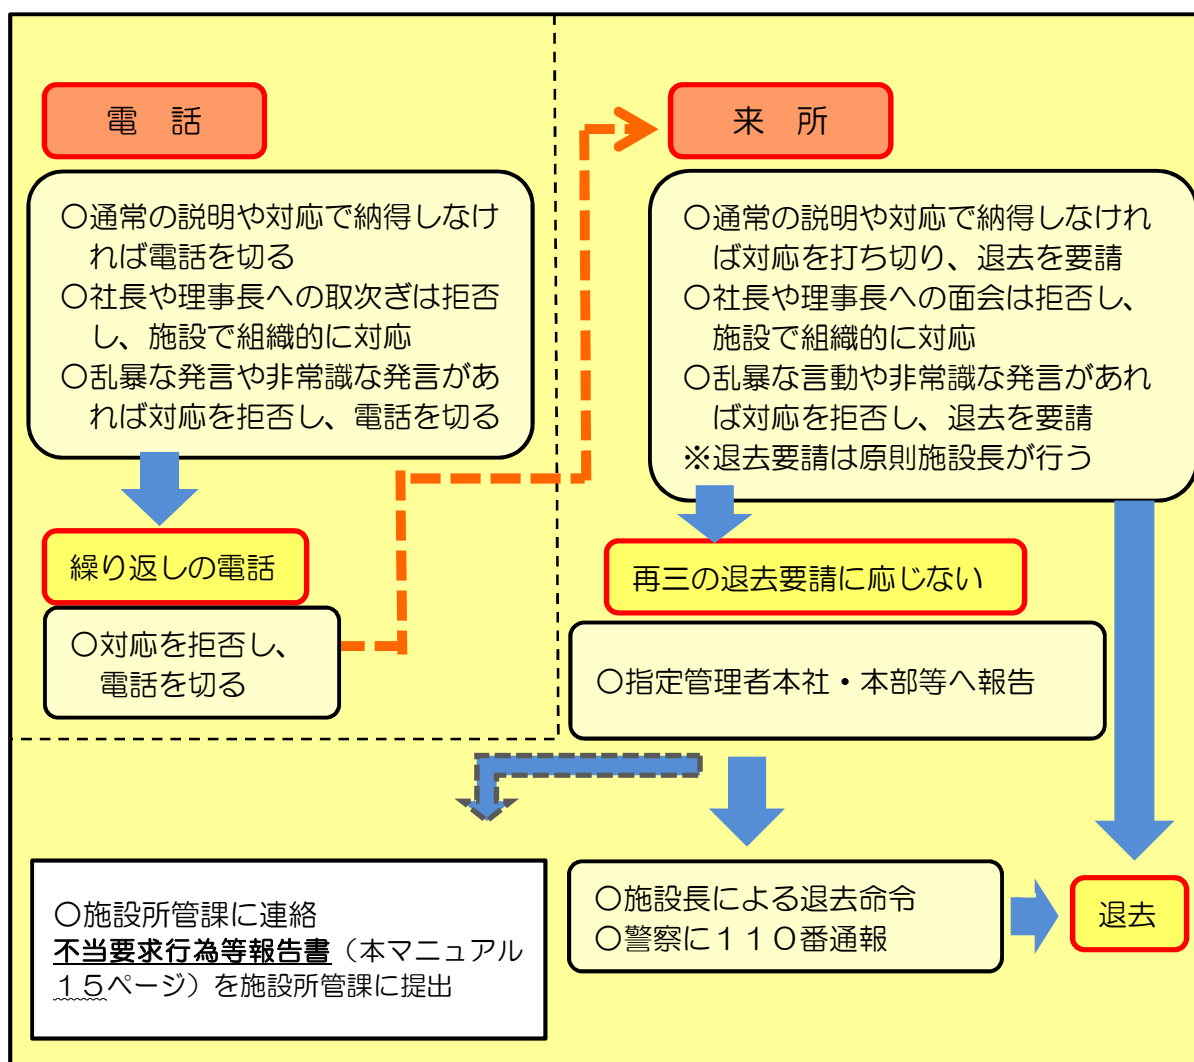 電 話
〇通常の説明や対応で納得しなけ
れば電話を切る
〇社長や理事長への取次ぎは拒否
し、施設で組織的に対応
〇乱暴な発言や非常識な発言があ
れば対応を拒否し、電話を切る
繰り返しの電話
〇対応を拒否し、
電話を切る
来 所
〇通常の説明や対応で納得しなけれ
ば対応を打ち切り、退去を要請
〇社長や理事長への面会は拒否し、
施設で組織的に対応
〇乱暴な言動や非常識な発言があれ
ば対応を拒否し、退去を要請
※退去要請は原則施設長が行う
再三の退去要請に応じない
〇指定管理者本社・本部等へ報告
〇施設所管課に連絡
不当要求行為等報告書（本マニュアル
１５ページ）を施設所管課に提出
〇施設長による退去命令
〇警察に１１０番通報
退去